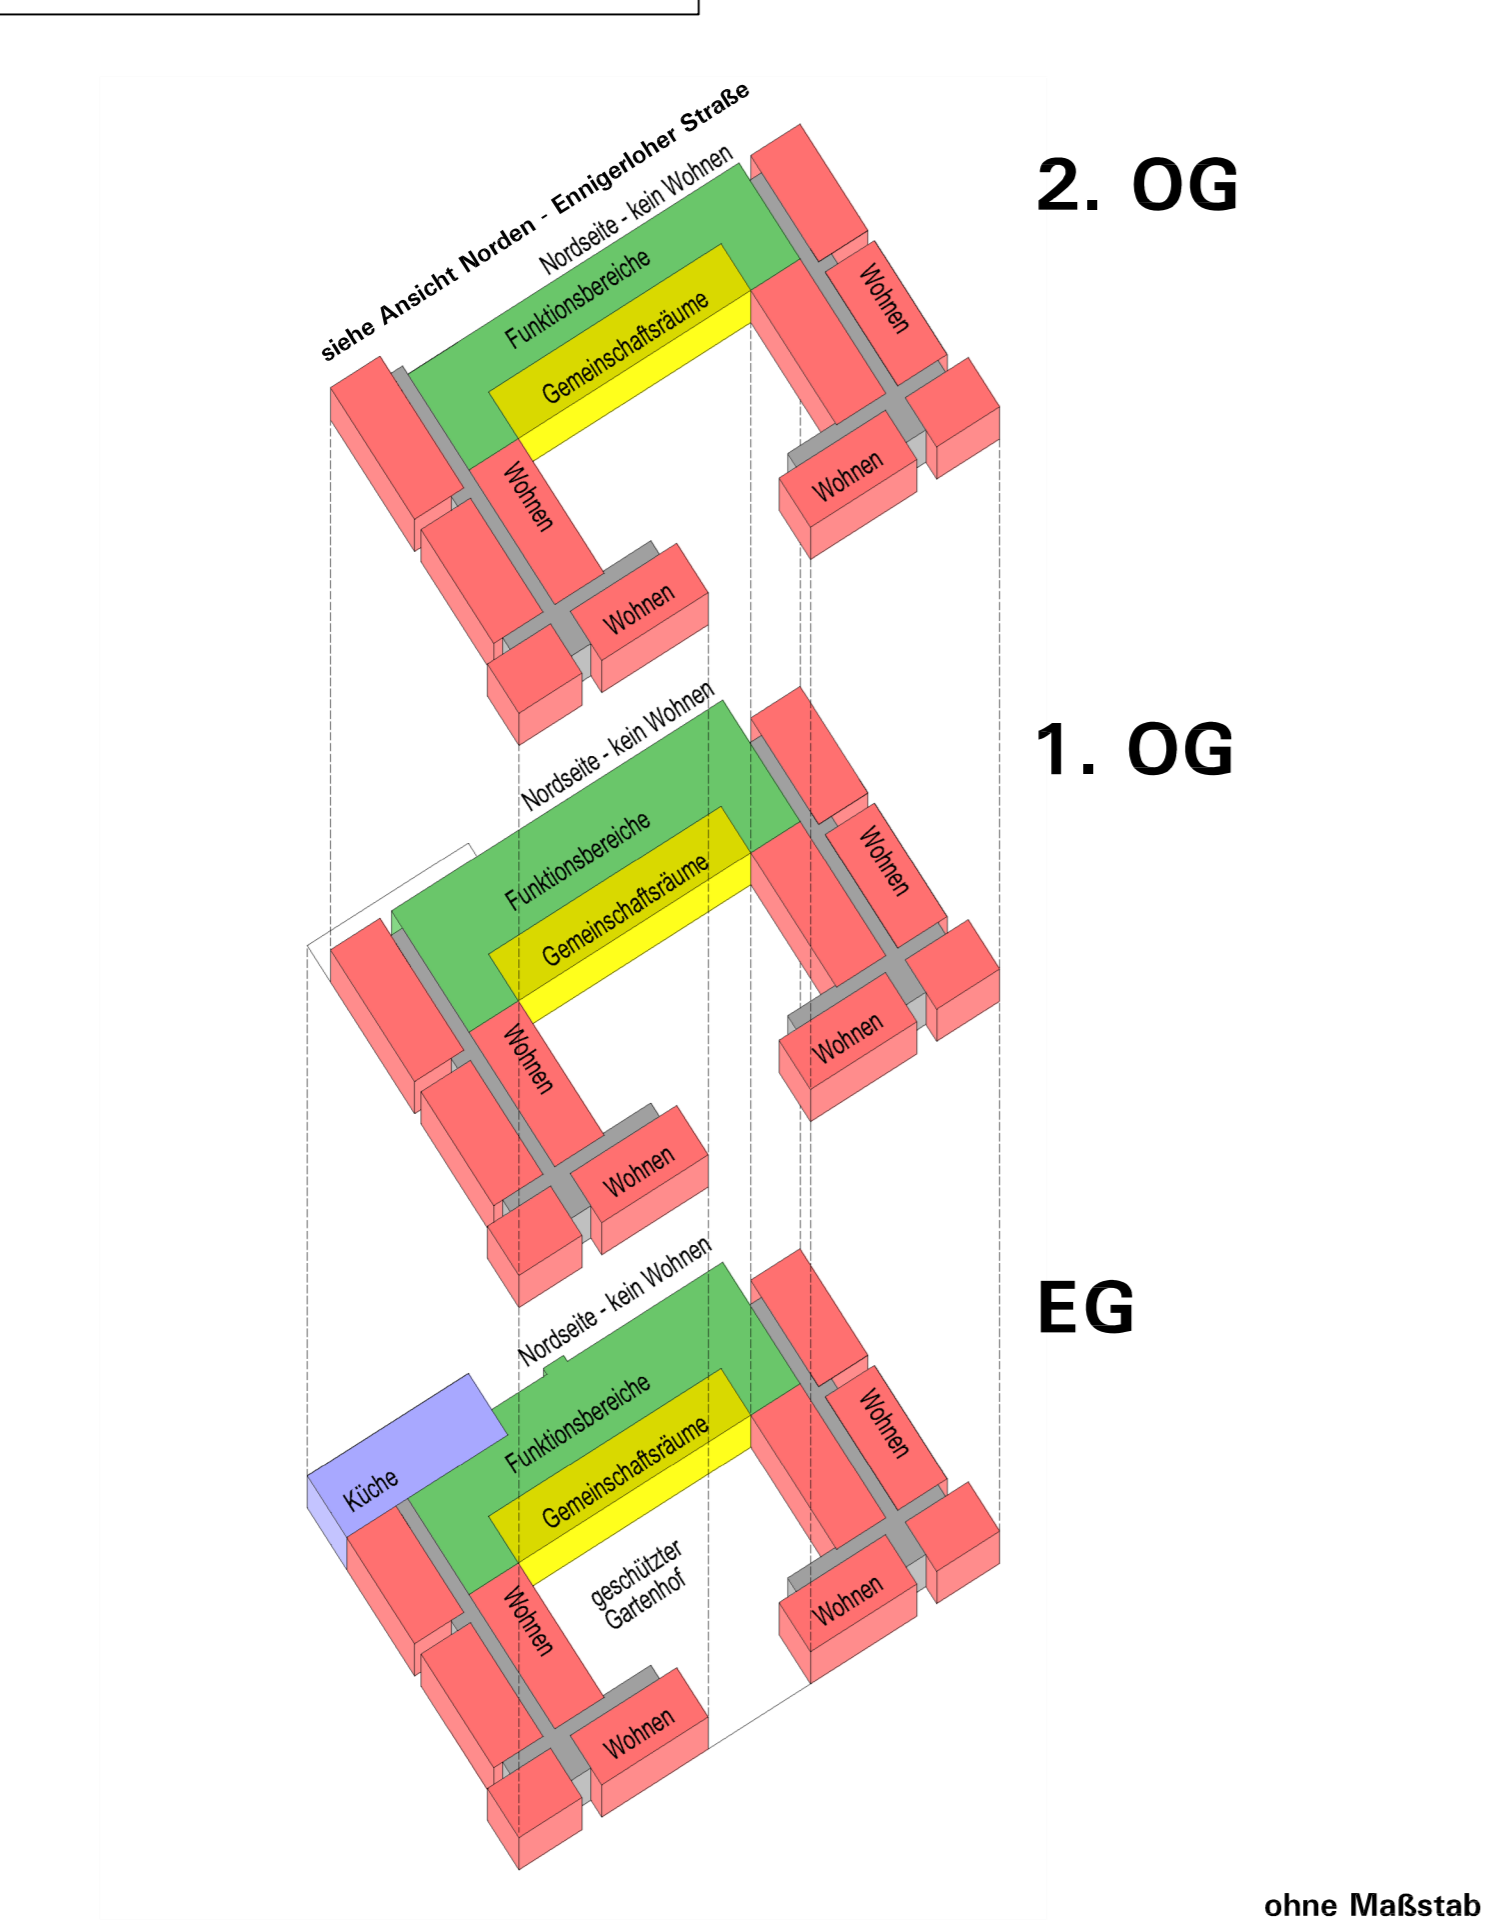 siehe Ansicht Norden - Ennigerloher Straße
Nordseite - kein Wohnen
2. OG
Funktionsbereiche
Gemeinschaftsräume
Wohnen
Wohnen
Wohnen
Wohnen
Nordseite - kein Wohnen
1. OG
Funktionsbereiche
Gemeinschaftsräume
Wohnen
Wohnen
Wohnen
Wohnen
Nordseite - kein Wohnen
EG
Funktionsbereiche
Gemeinschaftsräume
Wohnen
Küche
geschützter
Gartenhof
Wohnen
Wohnen
Wohnen
ohne Maßstab